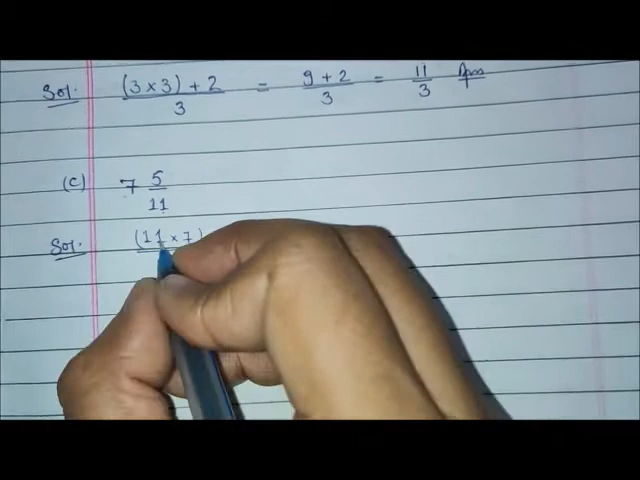 Sol. (3 × 3) + 2 / 3 = 9 + 2 / 3 = 11 / 3 Ans
(c) 7 5/11
Sol. (11 × 7)